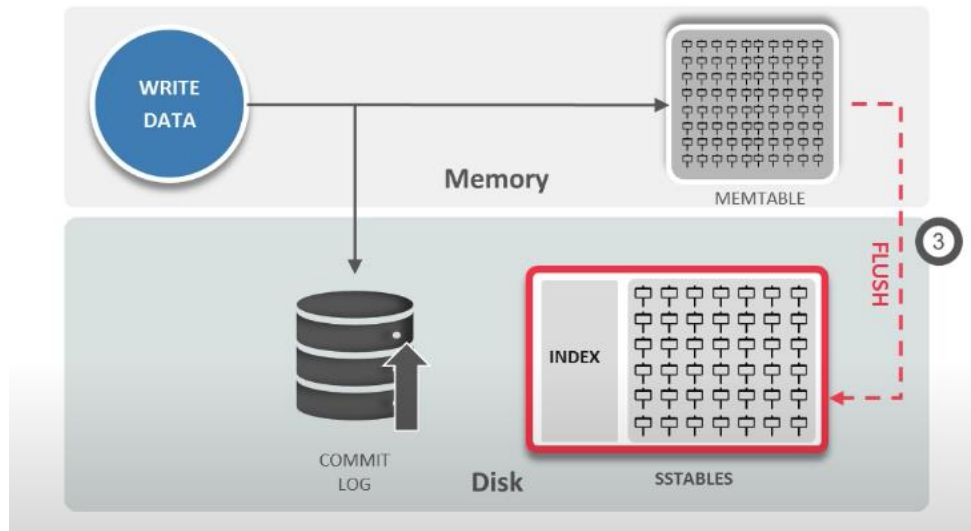 WRITE
DATA
Memory
MEMTABLE
3
FLUSH
INDEX
COMMIT
LOG
Disk
SSTABLES